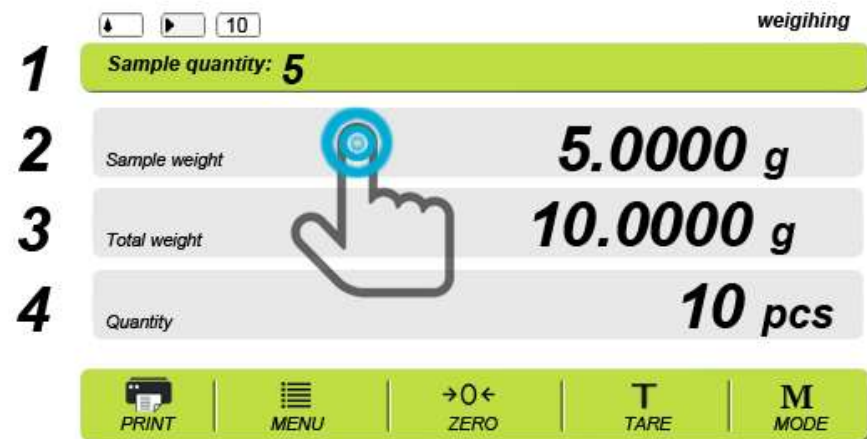 10 weigihing
1 Sample quantity: 5
2 Sample weight 5.0000 g
3 Total weight 10.0000 g
4 Quantity 10 pcs
→0← T M
PRINT MENU ZERO TARE MODE